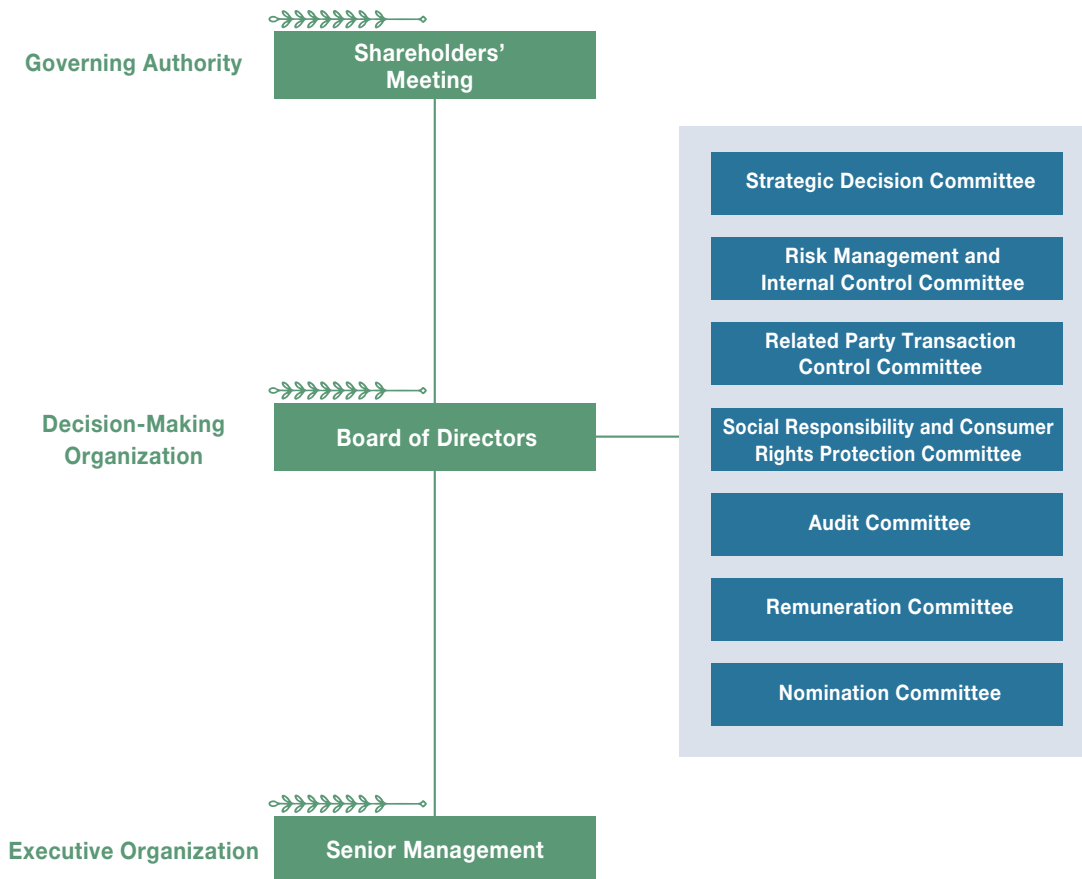 Governing Authority
Shareholders’
Meeting
Strategic Decision Committee
Risk Management and
Internal Control Committee
Related Party Transaction
Control Committee
Decision-Making
Organization
Board of Directors
Social Responsibility and Consumer
Rights Protection Committee
Audit Committee
Remuneration Committee
Nomination Committee
Executive Organization
Senior Management